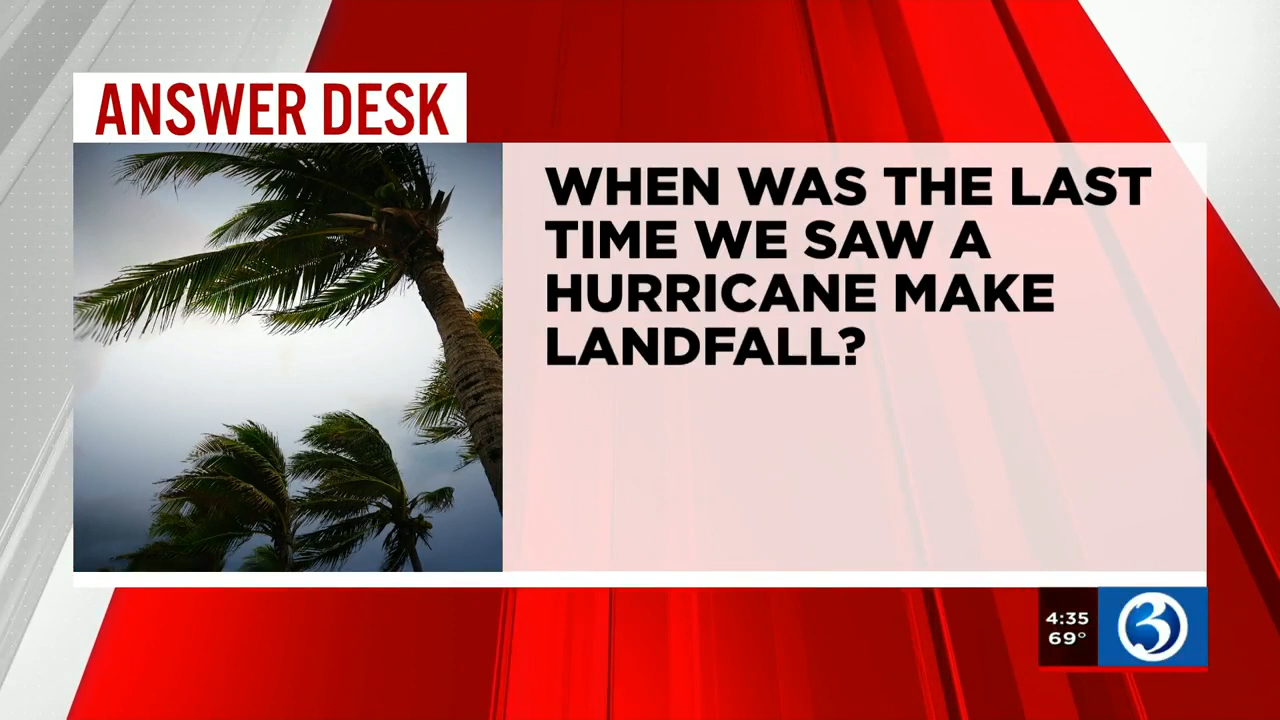 ANSWER DESK
WHEN WAS THE LAST
TIME WE SAW A
HURRICANE MAKE
LANDFALL?
4:35
69°
3